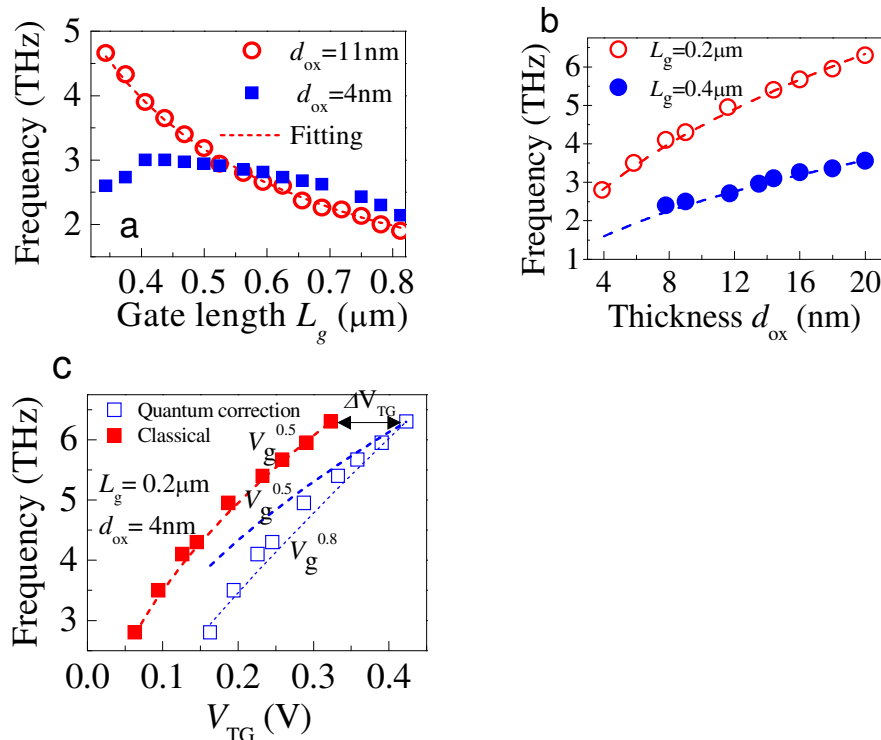 a
5
4
3
2
Frequency (THz)
d_ox=11nm
d_ox=4nm
Fitting
0.4 0.5 0.6 0.7 0.8
Gate length L_g (μm)
b
6
5
4
3
2
1
Frequency (THz)
L_g=0.2μm
L_g=0.4μm
4 8 12 16 20
Thickness d_ox (nm)
c
6
5
4
3
Frequency (THz)
Quantum correction
Classical
ΔV_TG
V_g^0.5
L_g=0.2μm
V_g^0.5
d_ox=4nm
V_g^0.8
0.0 0.1 0.2 0.3 0.4
V_TG (V)